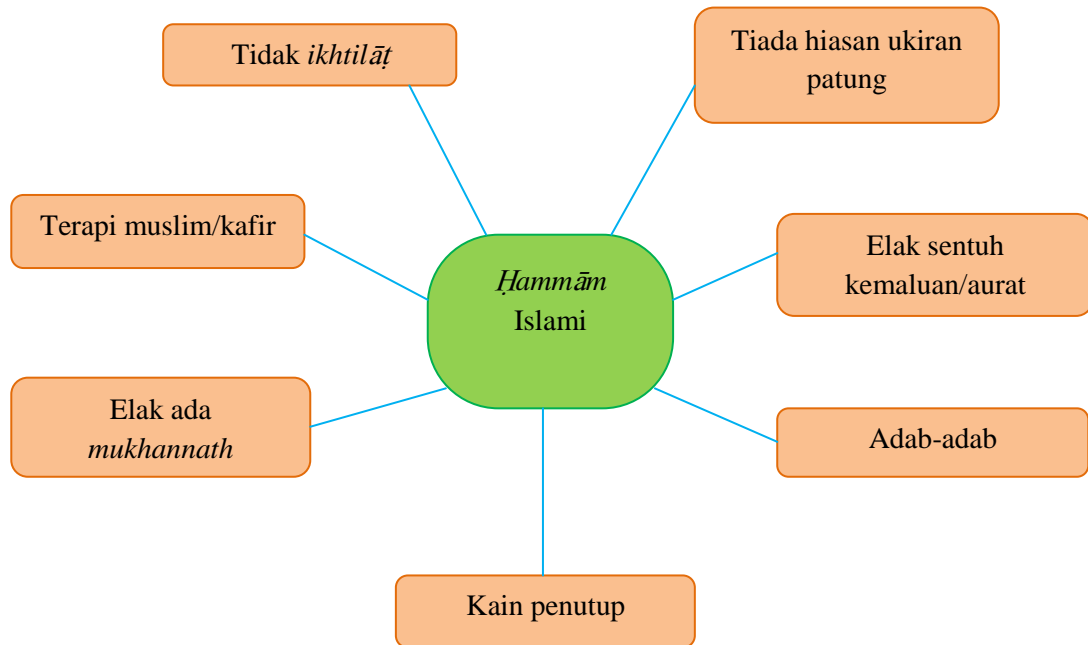 Tidak ikhtilāṭ
Tiada hiasan ukiran
patung
Terapi muslim/kafir
Ḥammām
Islami
Elak sentuh
kemaluan/aurat
Elak ada
mukhannath
Adab-adab
Kain penutup